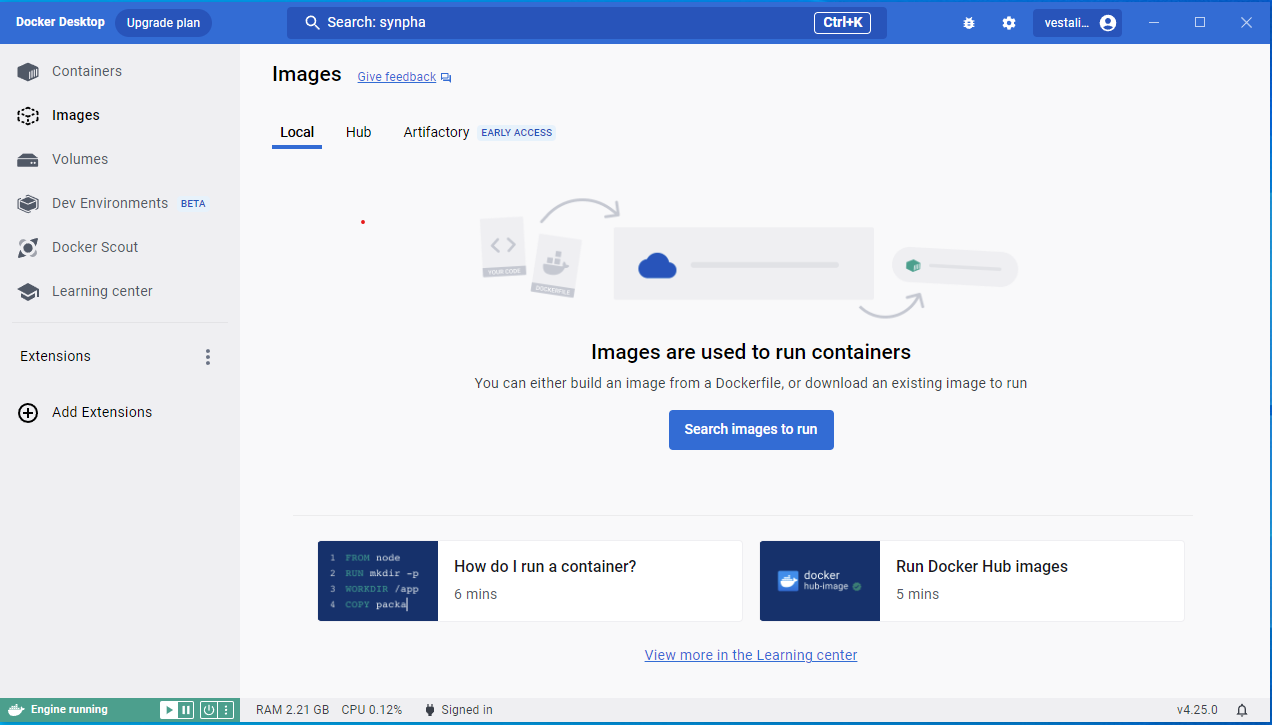 Docker Desktop
Upgrade plan
Search: synpha
Ctrl+K
vestali...
Containers
Images
Volumes
Dev Environments BETA
Docker Scout
Learning center
Extensions
Add Extensions
Images Give feedback
Local Hub Artifactory EARLY ACCESS
YOUR CODE
DOCKERFILE
Images are used to run containers
You can either build an image from a Dockerfile, or download an existing image to run
Search images to run
1 FROM node
2 RUN mkdir -p
3 WORKDIR /app
4 COPY packa
How do I run a container?
6 mins
docker
hub-image
Run Docker Hub images
5 mins
View more in the Learning center
Engine running
RAM 2.21 GB CPU 0.12% Signed in
v4.25.0